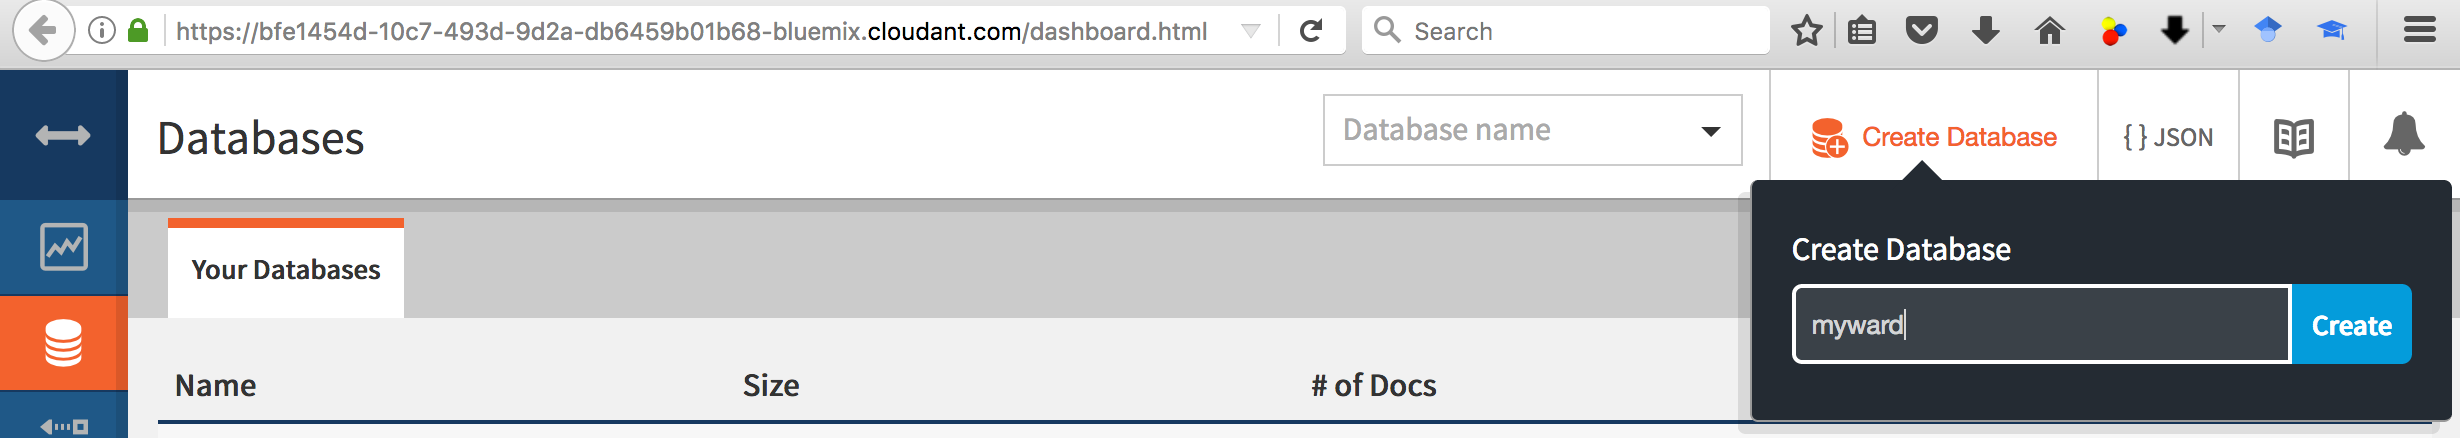 https://bfe1454d-10c7-493d-9d2a-db6459b01b68-bluemix.cloudant.com/dashboard.html
Search
Databases
Database name
Create Database
{ } JSON
Your Databases
Create Database
myward
Create
Name Size # of Docs